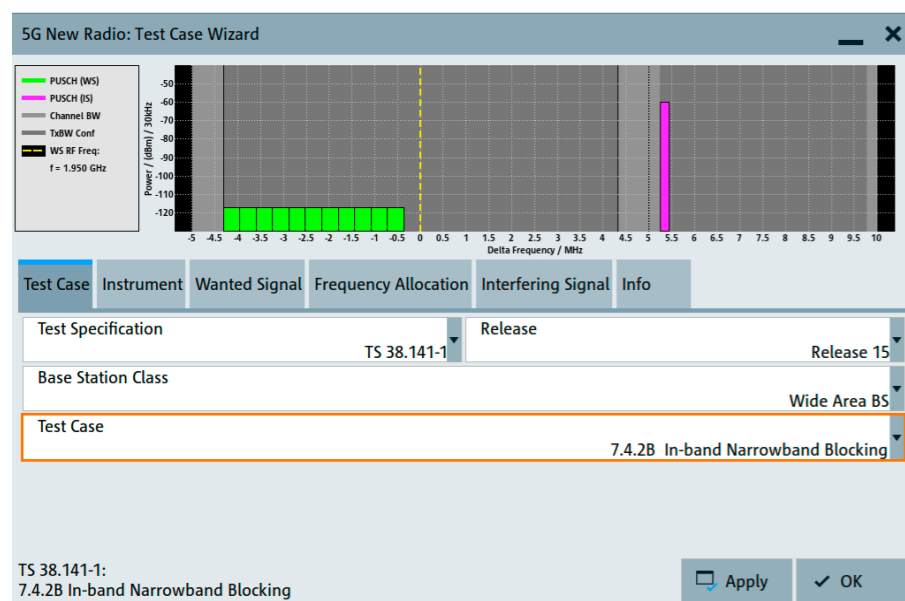 5G New Radio: Test Case Wizard
PUSCH (WS)
PUSCH (IS)
Channel BW
TxBW Conf
WS RF Freq:
f = 1.950 GHz
Power / (dBm) / 30kHz
-50
-60
-70
-80
-90
-100
-110
-120
-5 -4.5 -4 -3.5 -3 -2.5 -2 -1.5 -1 -0.5 0 0.5 1 1.5 2 2.5 3 3.5 4 4.5 5 5.5 6 6.5 7 7.5 8 8.5 9 9.5 10
Delta Frequency / MHz
Test Case Instrument Wanted Signal Frequency Allocation Interfering Signal Info
Test Specification
TS 38.141-1
Release
Release 15
Base Station Class
Wide Area BS
Test Case
7.4.2B In-band Narrowband Blocking
TS 38.141-1:
7.4.2B In-band Narrowband Blocking
Apply
OK